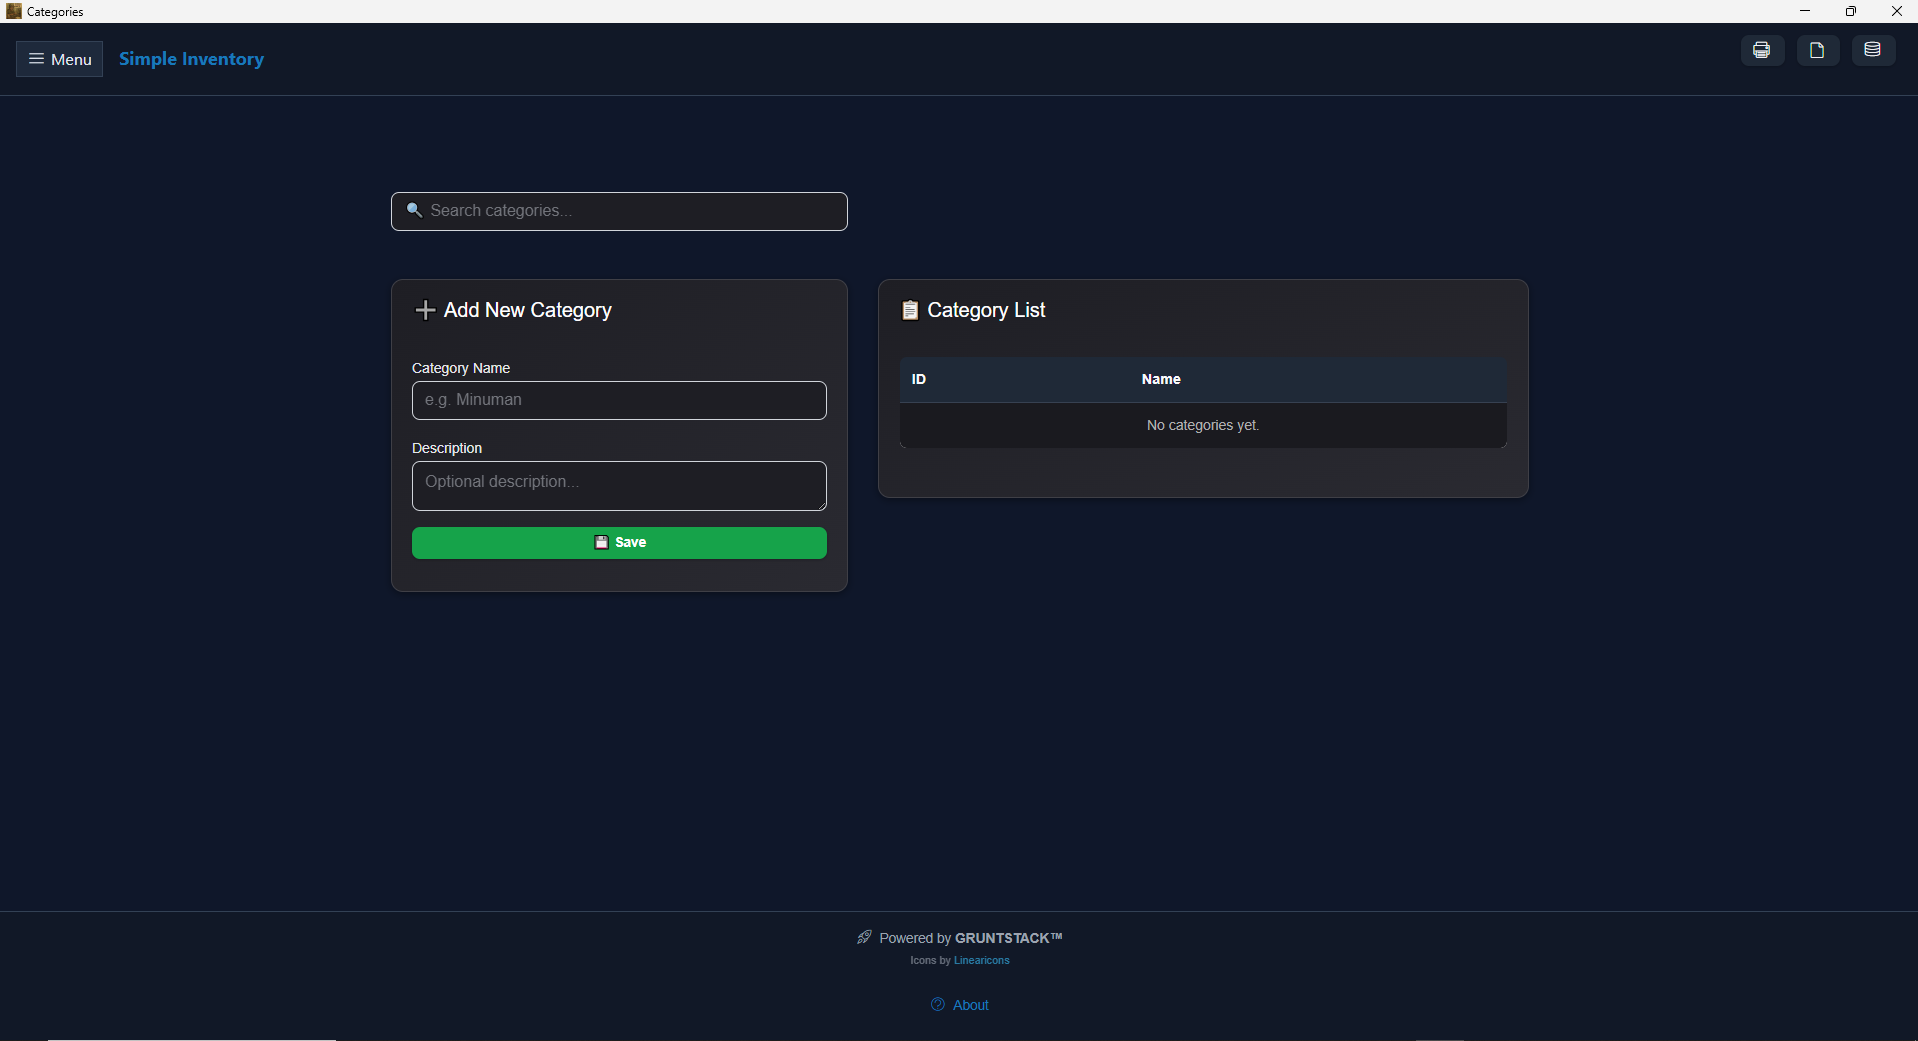 Categories
Menu
Simple Inventory
Search categories...
Add New Category
Category Name
e.g. Minuman
Description
Optional description...
Save
Category List
ID Name
No categories yet.
Powered by GRUNTSTACK™
Icons by Linearicons
About